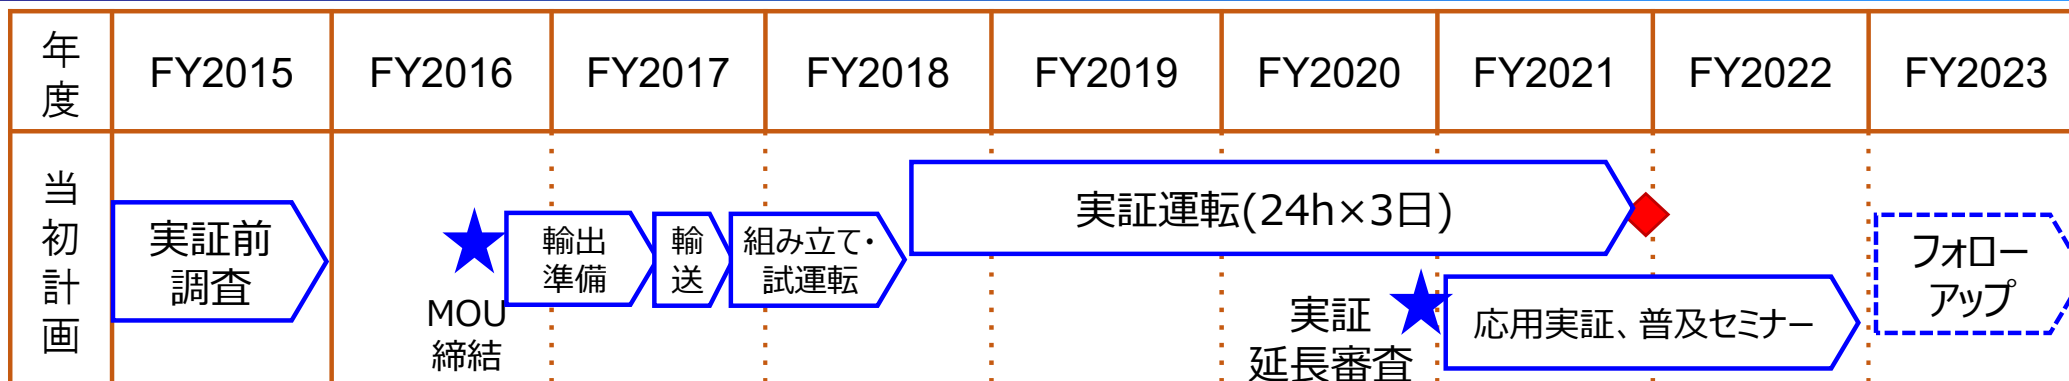 年度
FY2015
FY2016
FY2017
FY2018
FY2019
FY2020
FY2021
FY2022
FY2023
当初計画
実証前
調査
MOU
締結
輸出
準備
輸送
組み立て・
試運転
実証運転(24h×3日)
実証
延長審査
応用実証、普及セミナー
フォロー
アップ